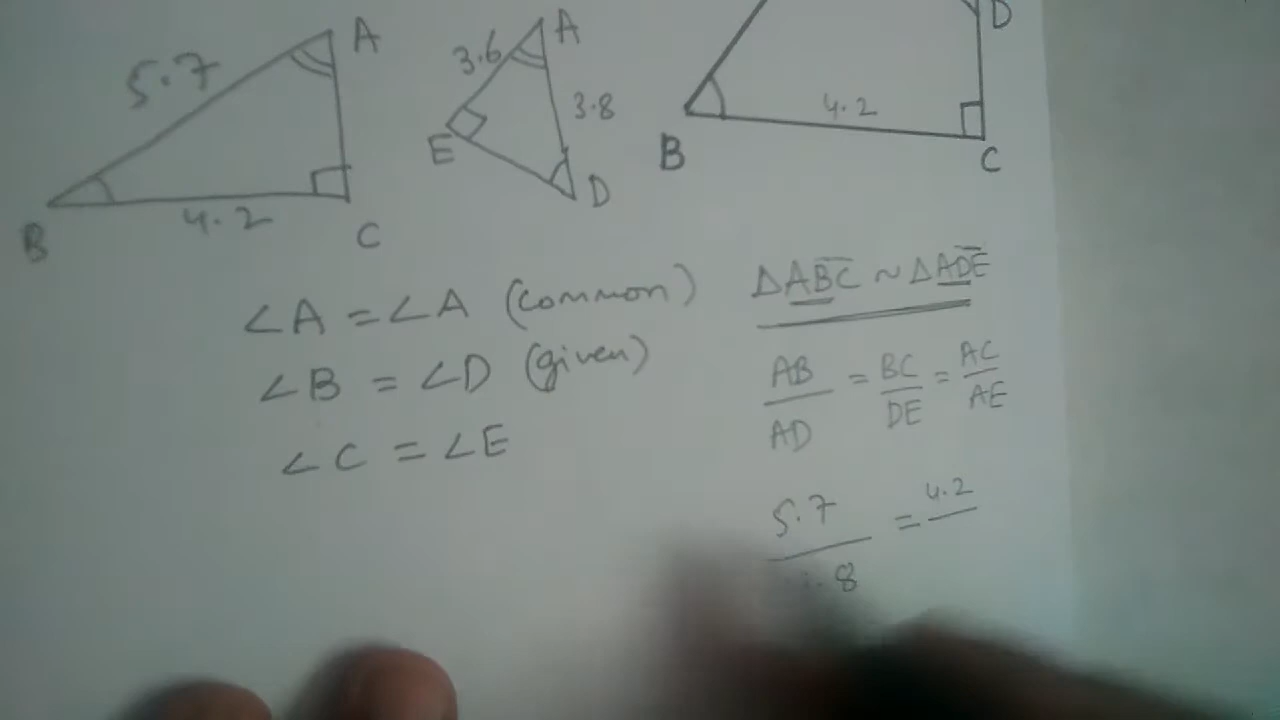 5.7
A
B
4.2
C
3.6
A
3.8
E
D
D
B
4.2
C
∠A = ∠A (common)
∠B = ∠D (given)
∠C = ∠E
ΔABC ~ ΔADE
AB/AD = BC/DE = AC/AE
5.7/.8 = 4.2/